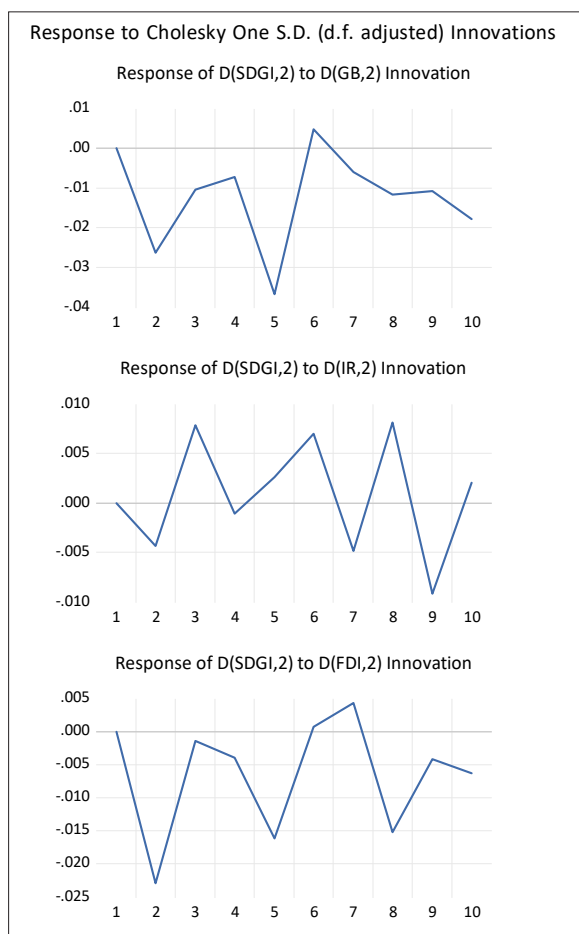 Response to Cholesky One S.D. (d.f. adjusted) Innovations
Response of D(SDGI,2) to D(GB,2) Innovation
.01
.00
-.01
-.02
-.03
-.04
1 2 3 4 5 6 7 8 9 10
Response of D(SDGI,2) to D(IR,2) Innovation
.010
.005
.000
-.005
-.010
1 2 3 4 5 6 7 8 9 10
Response of D(SDGI,2) to D(FDI,2) Innovation
.005
.000
-.005
-.010
-.015
-.020
-.025
1 2 3 4 5 6 7 8 9 10